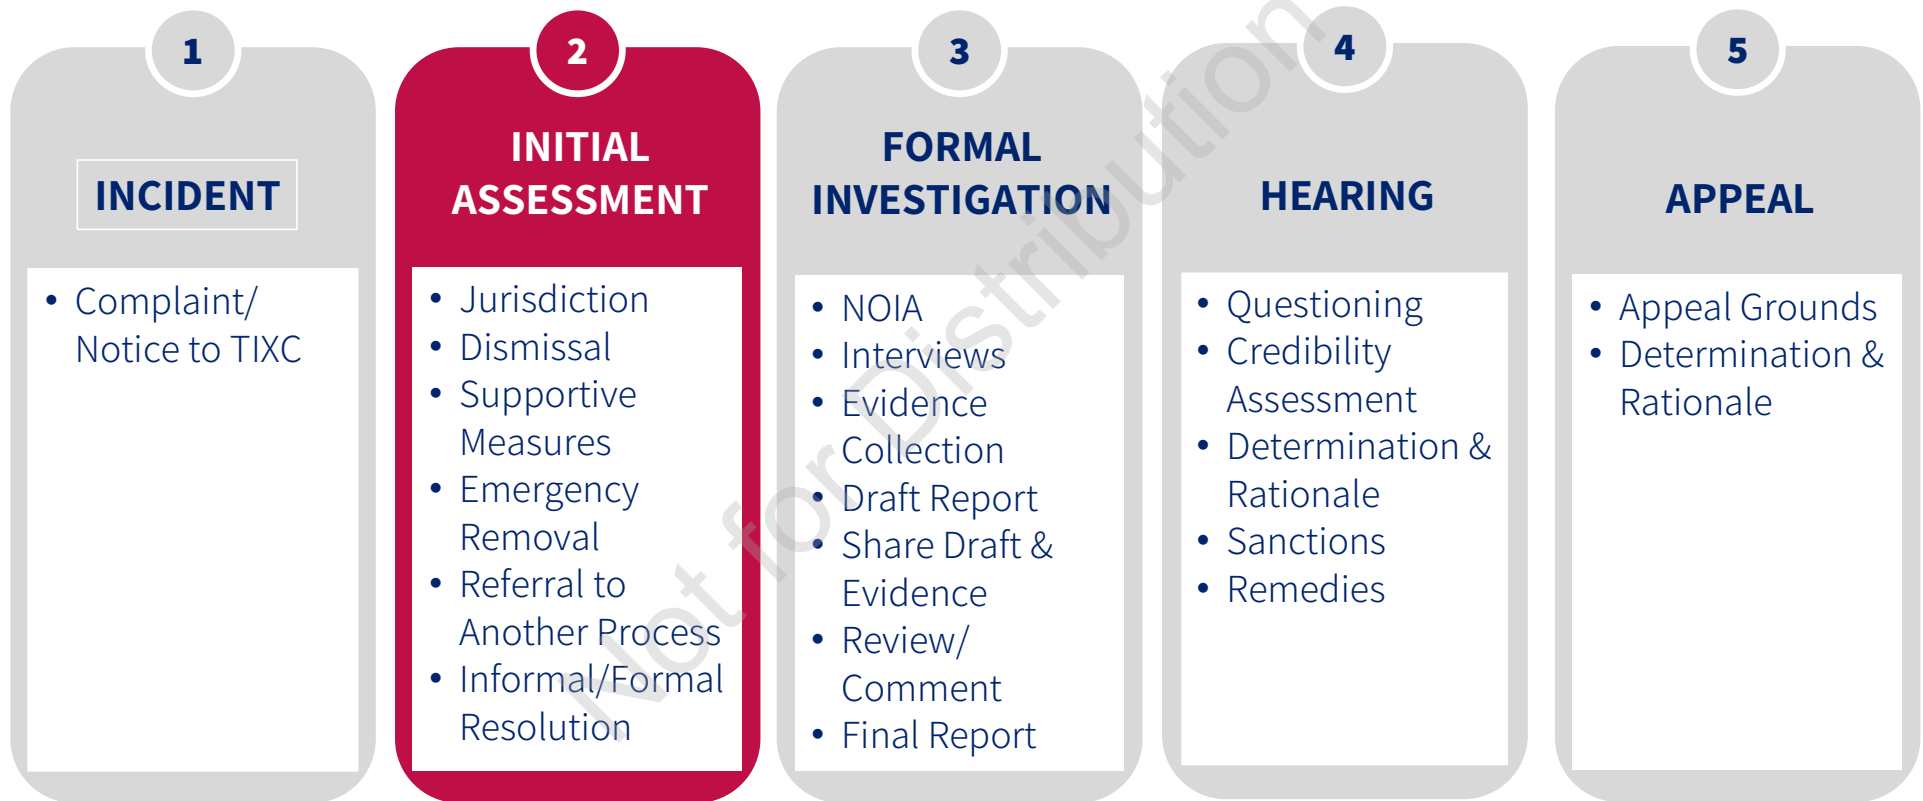 1
INCIDENT
• Complaint/
Notice to TIXC
2
INITIAL
ASSESSMENT
• Jurisdiction
• Dismissal
• Supportive
Measures
• Emergency
Removal
• Referral to
Another Process
• Informal/Formal
Resolution
3
FORMAL
INVESTIGATION
• NOIA
• Interviews
• Evidence
Collection
• Draft Report
• Share Draft &
Evidence
• Review/
Comment
• Final Report
4
HEARING
• Questioning
• Credibility
Assessment
• Determination &
Rationale
• Sanctions
• Remedies
5
APPEAL
• Appeal Grounds
• Determination &
Rationale
Not for Distribution